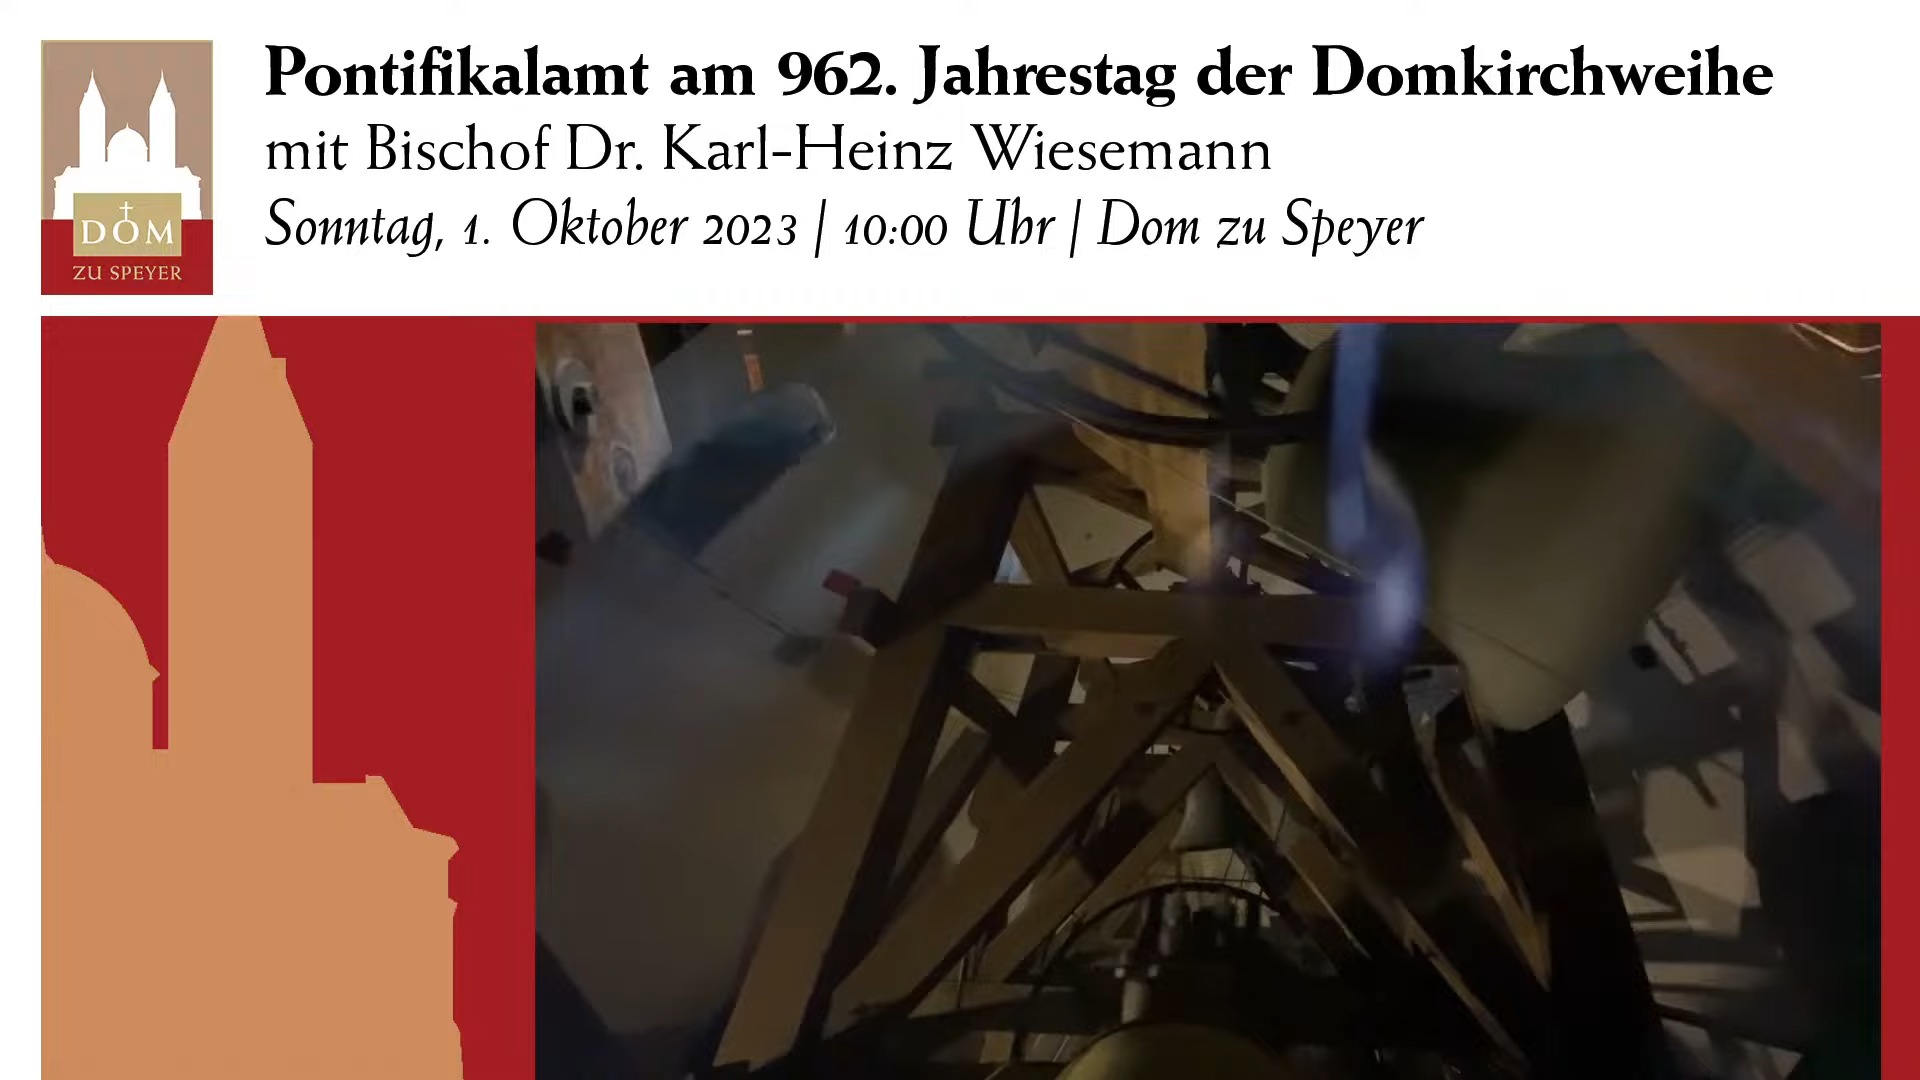 Pontifikalamt am 962. Jahrestag der Domkirchweihe
mit Bischof Dr. Karl-Heinz Wiesemann
Sonntag, 1. Oktober 2023 | 10:00 Uhr | Dom zu Speyer
DOM
ZU SPEYER